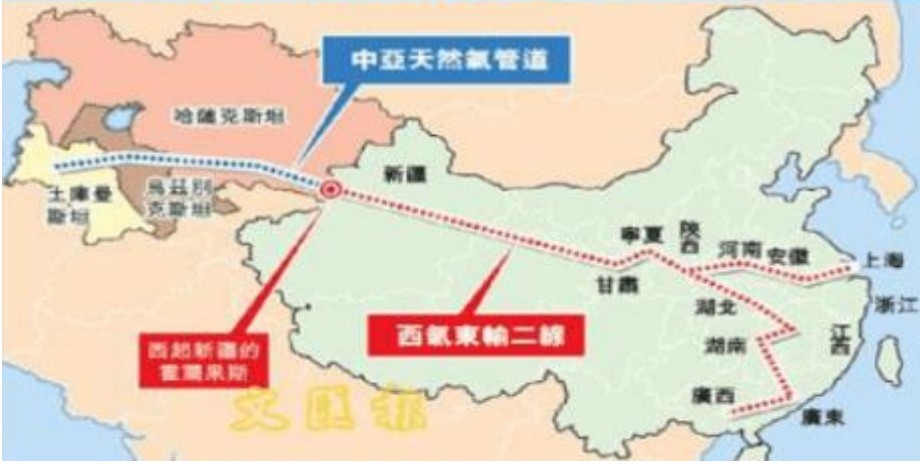 中亞天然氣管道
哈薩克斯坦
新疆
土庫曼
斯坦
烏茲別
克斯坦
寧夏
陝西
河南
安徽
上海
甘肅
浙江
湖北
西氣東輸二線
江西
湖南
西起新疆的
霍爾果斯
廣西
廣東
文匯報